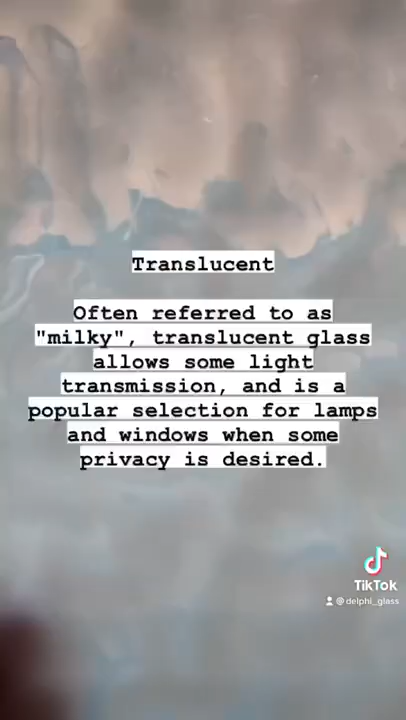 Translucent
Often referred to as
"milky", translucent glass
allows some light
transmission, and is a
popular selection for lamps
and windows when some
privacy is desired.
TikTok
@delphi_glass